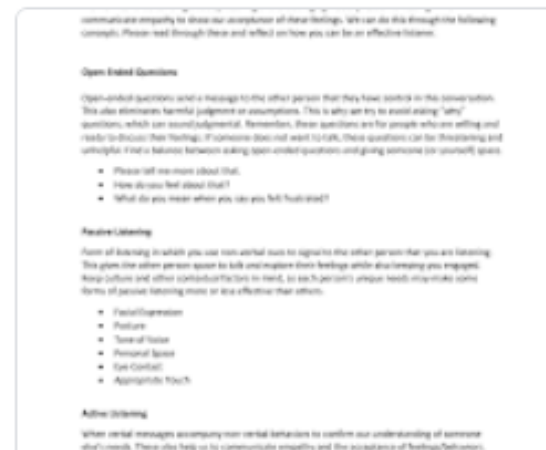 communicate empathy to show our acceptance of these feelings. We can do this through the following
concepts. Please read through these and reflect on how you can be an effective listener.
Open Ended Questions
Open-ended questions send a message to the other person that they have control in this conversation.
This also eliminates harmful judgment or assumptions. This is why we try to avoid asking "why"
questions, which can sound judgmental. Remember, these questions are for people who are willing and
ready to discuss their feelings. If someone does not want to talk, these questions can be threatening and
unhelpful. Find a balance between asking open-ended questions and giving someone (or yourself) space.
• Please tell me more about that.
• How do you feel about that?
• What do you mean when you say you felt frustrated?
Passive Listening
Form of listening in which you use non-verbal cues to signal to the other person that you are listening.
This gives the other person space to talk and explore their feelings while also keeping you engaged.
Keep culture and other contextual factors in mind, as each person's unique needs may make some
forms of passive listening more or less effective than others.
• Facial Expression
• Posture
• Tone of Voice
• Personal Space
• Eye Contact
• Appropriate Touch
Active Listening
When verbal messages accompany non-verbal behaviors to confirm our understanding of someone
else's needs. These also help us to communicate empathy and the acceptance of feelings/behaviors.